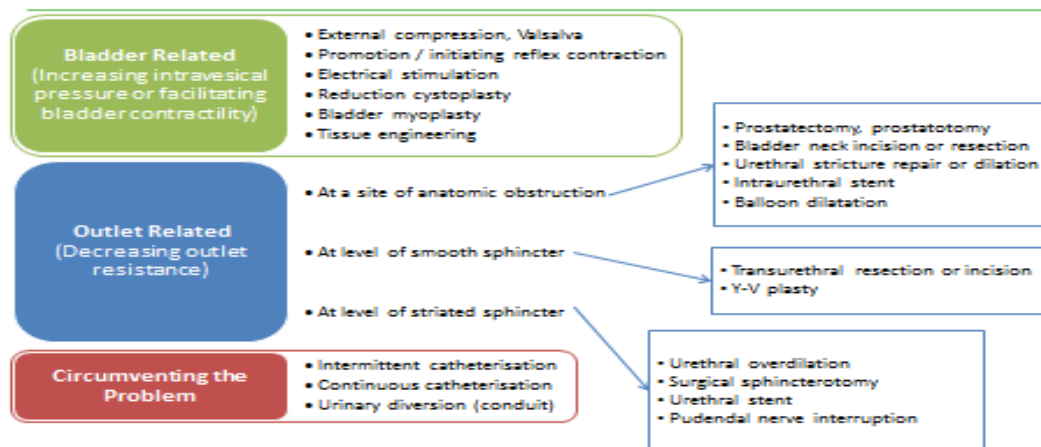 Bladder Related
(Increasing intravesical
pressure or facilitating
bladder contractility)
• External compression, Valsalva
• Promotion / initiating reflex contraction
• Electrical stimulation
• Reduction cystoplasty
• Bladder myoplasty
• Tissue engineering
Outlet Related
(Decreasing outlet
resistance)
• At a site of anatomic obstruction
• Prostatectomy, prostatotomy
• Bladder neck incision or resection
• Urethral stricture repair or dilation
• Intraurethral stent
• Balloon dilatation
• At level of smooth sphincter
• Transurethral resection or incision
• Y-V plasty
• At level of striated sphincter
• Urethral overdilation
• Surgical sphincterotomy
• Urethral stent
• Pudendal nerve interruption
Circumventing the
Problem
• Intermittent catheterisation
• Continuous catheterisation
• Urinary diversion (conduit)